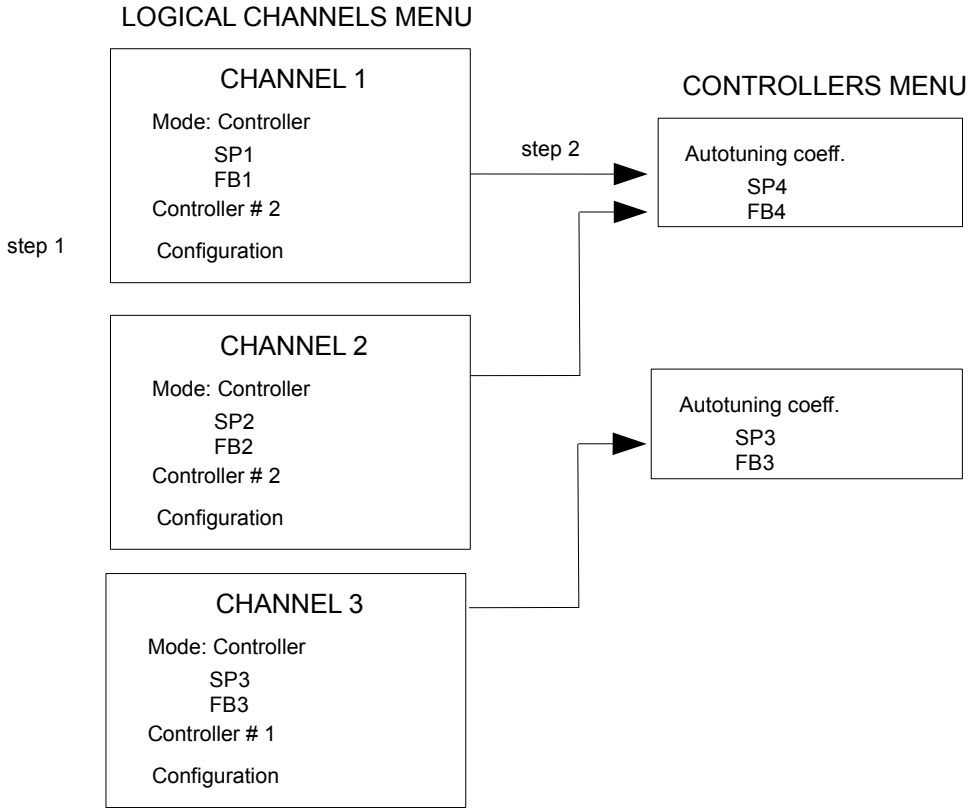 LOGICAL CHANNELS MENU
CHANNEL 1
Mode: Controller
SP1
FB1
Controller # 2
Configuration
step 1
step 2
CONTROLLERS MENU
Autotuning coeff.
SP4
FB4
CHANNEL 2
Mode: Controller
SP2
FB2
Controller # 2
Configuration
Autotuning coeff.
SP3
FB3
CHANNEL 3
Mode: Controller
SP3
FB3
Controller # 1
Configuration